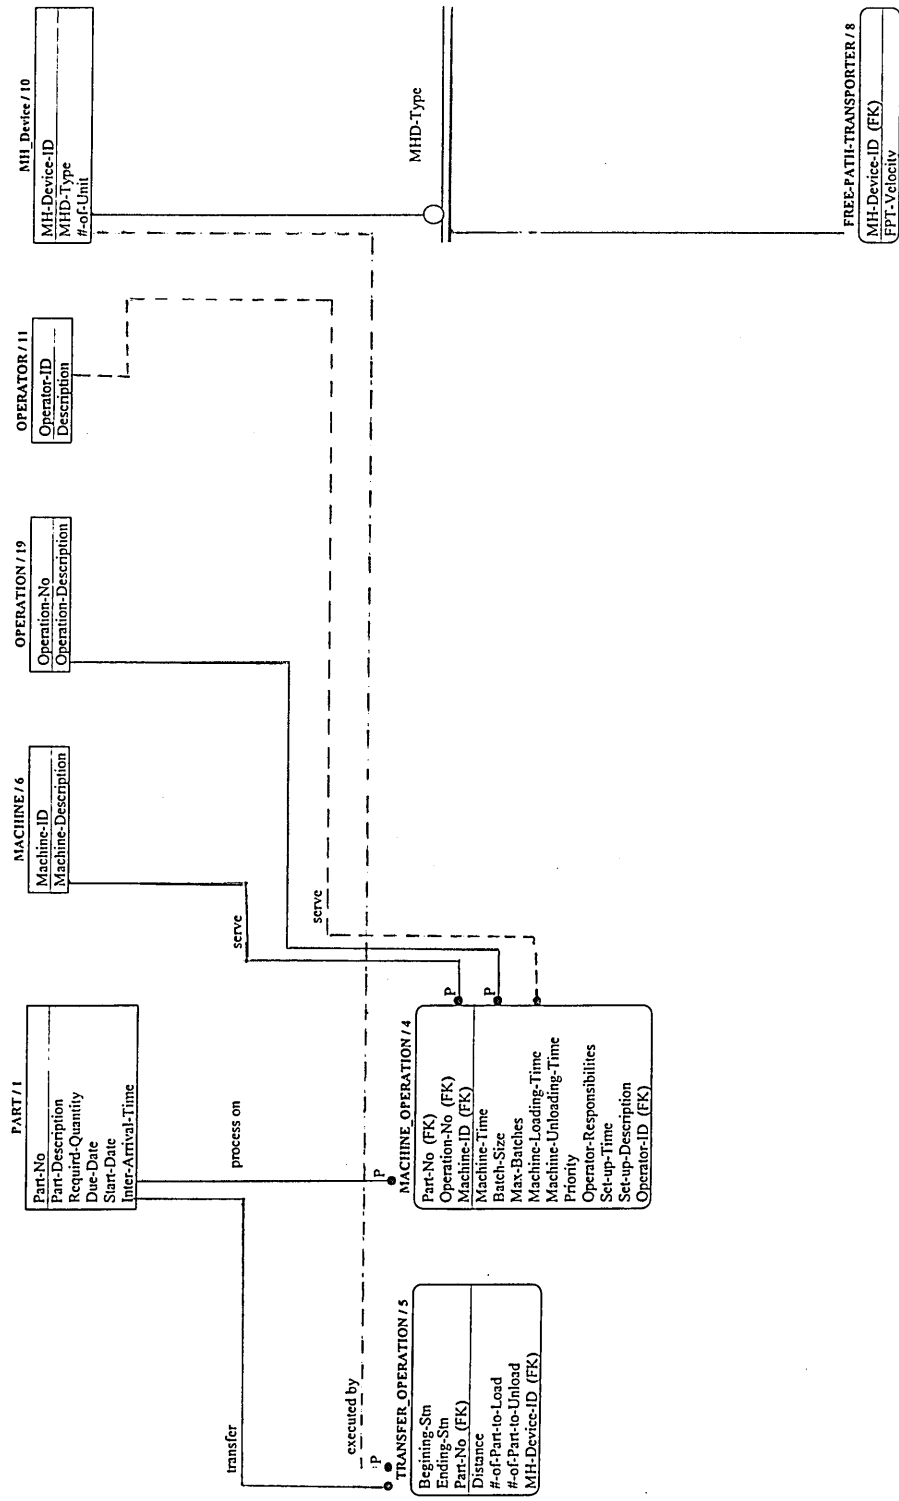 PART / 1
Part-No
Part-Description
Requird-Quantity
Due-Date
Start-Date
Inter-Arrival-Time
MACHINE / 6
Machine-ID
Machine-Description
OPERATION / 19
Operation-No
Operation-Description
OPERATOR / 11
Operator-ID
Description
MH_Device / 10
MH-Device-ID
MHD-Type
#-of-Unit
transfer
process on
serve
serve
executed by
P
P
P
P
MHD-Type
TRANSFER_OPERATION / 5
Begining-Stn
Ending-Stn
Part-No (FK)
Distance
#-of-Part-to-Load
#-of-Part-to-Unload
MH-Device-ID (FK)
MACHINE_OPERATION / 4
Part-No (FK)
Operation-No (FK)
Machine-ID (FK)
Machine-Time
Batch-Size
Max-Batches
Machine-Loading-Time
Machine-Unloading-Time
Priority
Operator-Responsibilites
Set-up-Time
Set-up-Description
Operator-ID (FK)
FREE-PATH-TRANSPORTER / 8
MH-Device-ID (FK)
FPT-Velocity